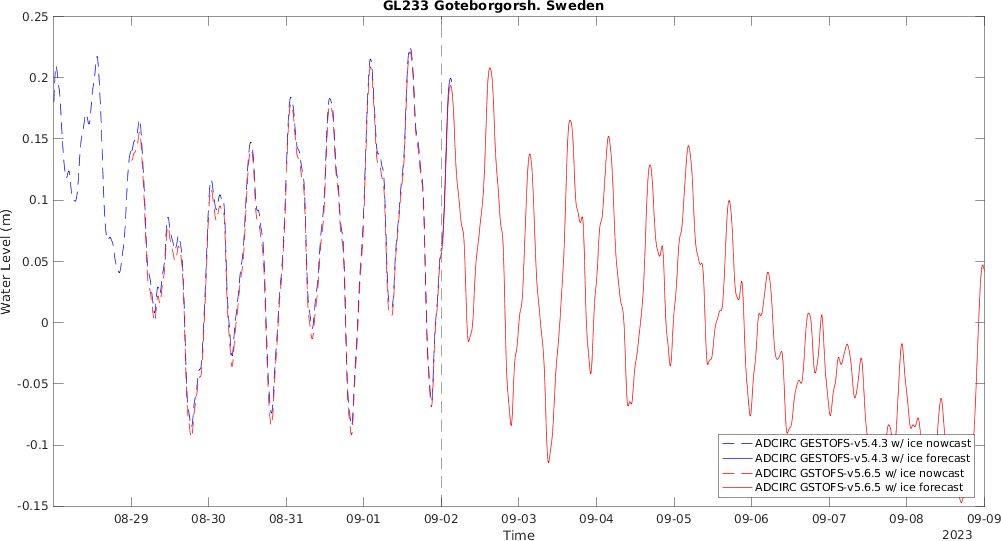 GL233 Goteborgorsh. Sweden
Water Level (m)
0.25
0.2
0.15
0.1
0.05
0
-0.05
-0.1
-0.15
ADCIRC GESTOFS-v5.4.3 w/ ice nowcast
ADCIRC GESTOFS-v5.4.3 w/ ice forecast
ADCIRC GSTOFS-v5.6.5 w/ ice nowcast
ADCIRC GSTOFS-v5.6.5 w/ ice forecast
08-29 08-30 08-31 09-01 09-02 09-03 09-04 09-05 09-06 09-07 09-08 09-09
Time
2023